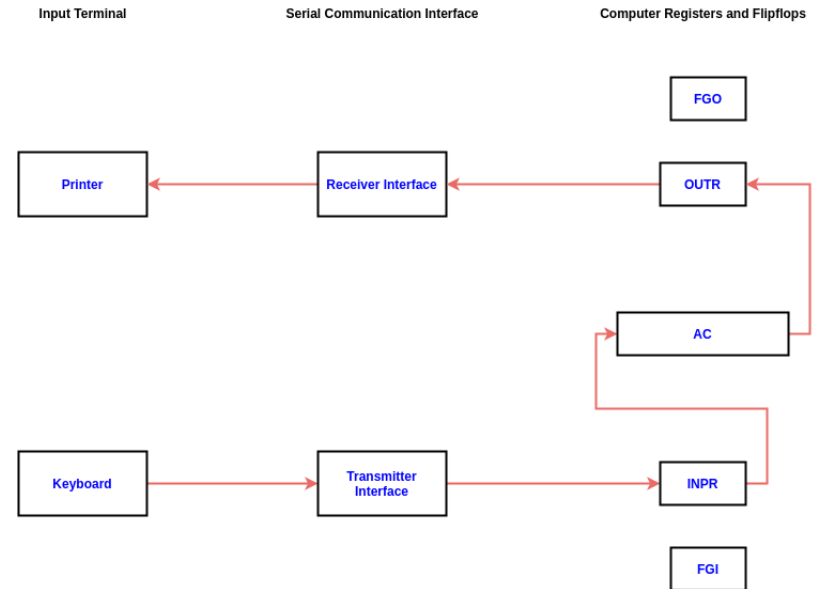 Input Terminal
Serial Communication Interface
Computer Registers and Flipflops
FGO
Printer
Receiver Interface
OUTR
AC
Keyboard
Transmitter
Interface
INPR
FGI